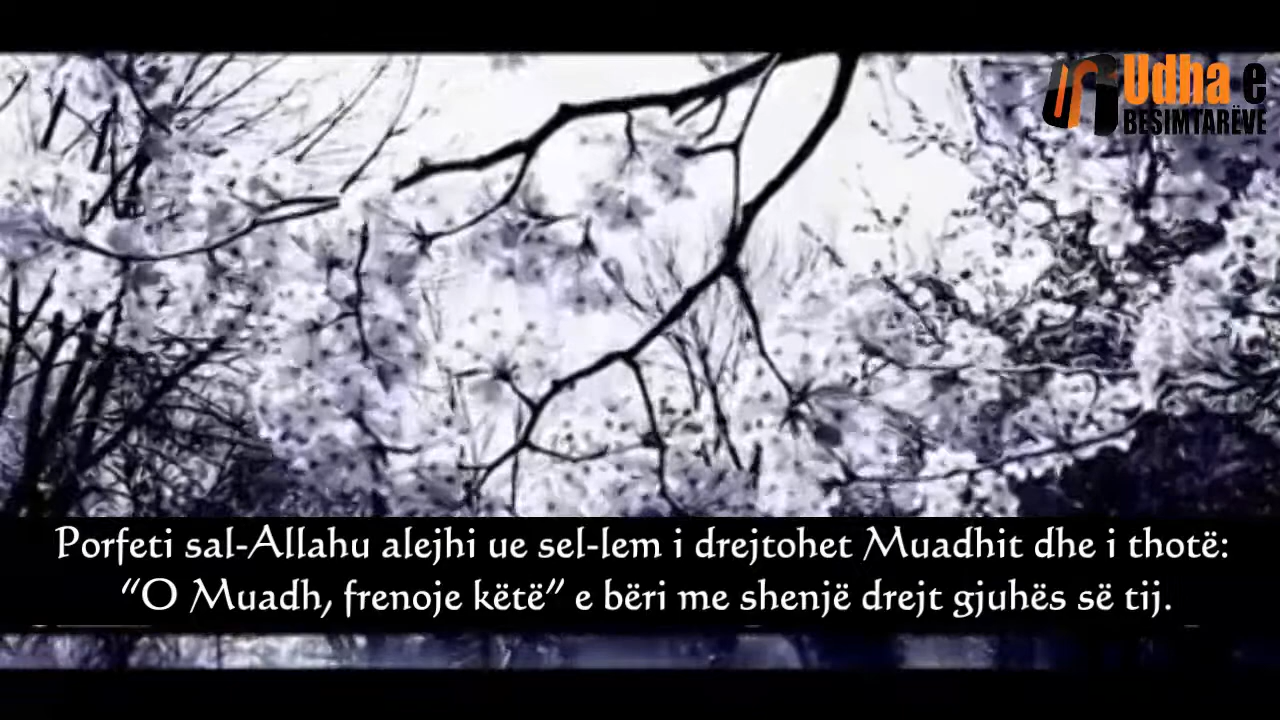 Udha e
BESIMTARËVE
Porfeti sal-Allahu alejhi ue sel-lem i drejtohet Muadhit dhe i thotë:
“O Muadh, frenoje këtë” e bëri me shenjë drejt gjuhës së tij.